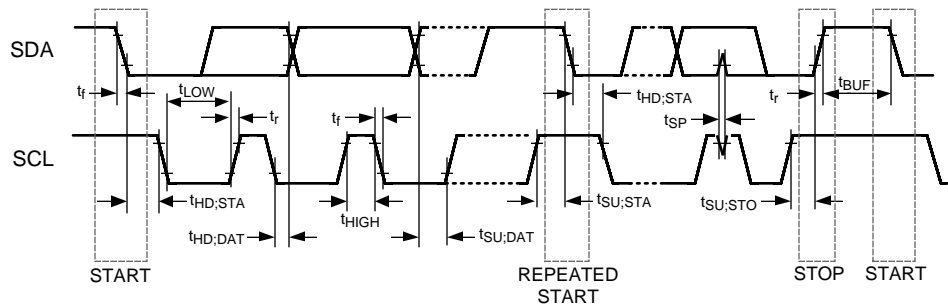 SDA
t_f
t_LOW
t_r
t_f
t_HD;STA
t_SP
t_r
t_BUF
SCL
t_HD;STA
t_HD;DAT
t_HIGH
t_SU;DAT
t_SU;STA
t_SU;STO
START
REPEATED
START
STOP
START